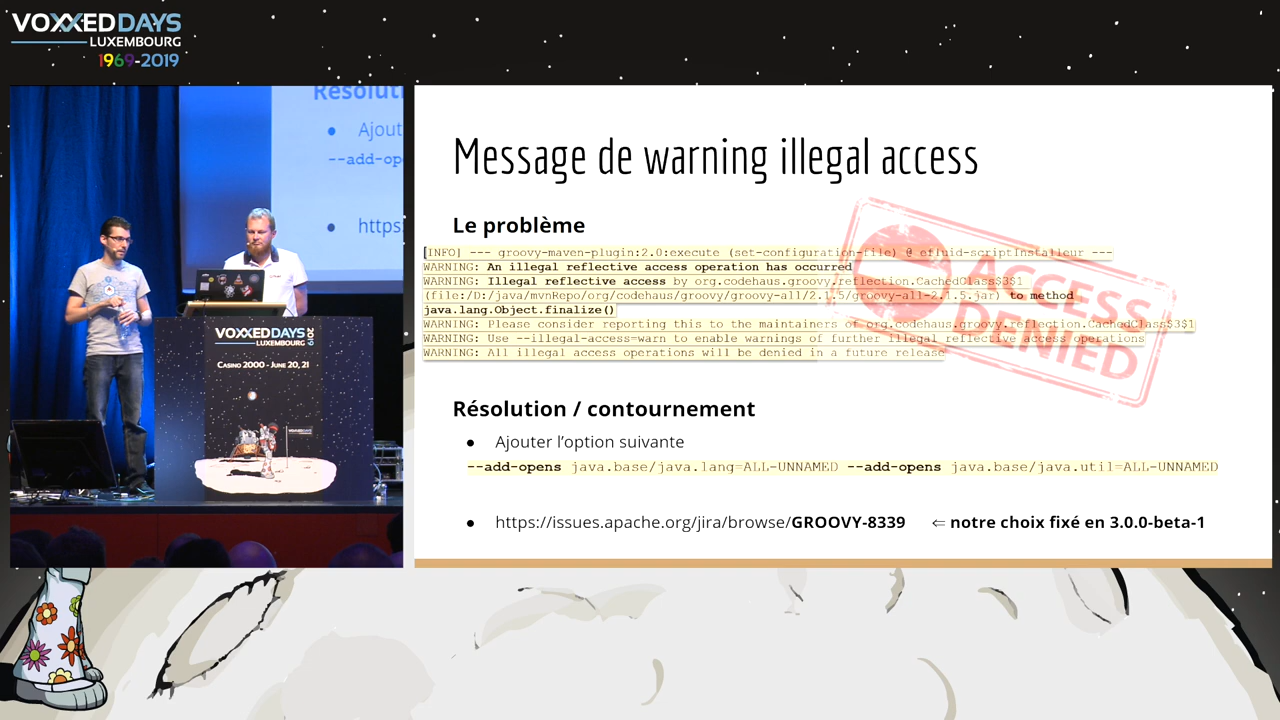 VOXXEDDAYS
LUXEMBOURG
1969-2019
Résoluti
● Ajout
--add-ope
● https:
VOXXEDDAYS
LUXEMBOURG
2019
CASINO 2000 - JUNE 20, 21
VOXXEDDAYS
Message de warning illegal access
Le problème
[INFO] --- groovy-maven-plugin:2.0:execute (set-configuration-file) @ efluid-scriptInstalleur ---
WARNING: An illegal reflective access operation has occurred
WARNING: Illegal reflective access by org.codehaus.groovy.reflection.CachedClass$3$1
(file:/D:/java/mvnRepo/org/codehaus/groovy/groovy-all/2.1.5/groovy-all-2.1.5.jar) to method
java.lang.Object.finalize()
WARNING: Please consider reporting this to the maintainers of org.codehaus.groovy.reflection.CachedClass$3$1
WARNING: Use --illegal-access=warn to enable warnings of further illegal reflective access operations
WARNING: All illegal access operations will be denied in a future release
ACCESS
DENIED
Résolution / contournement
● Ajouter l’option suivante
--add-opens java.base/java.lang=ALL-UNNAMED --add-opens java.base/java.util=ALL-UNNAMED
● https://issues.apache.org/jira/browse/GROOVY-8339 ⇐ notre choix fixé en 3.0.0-beta-1